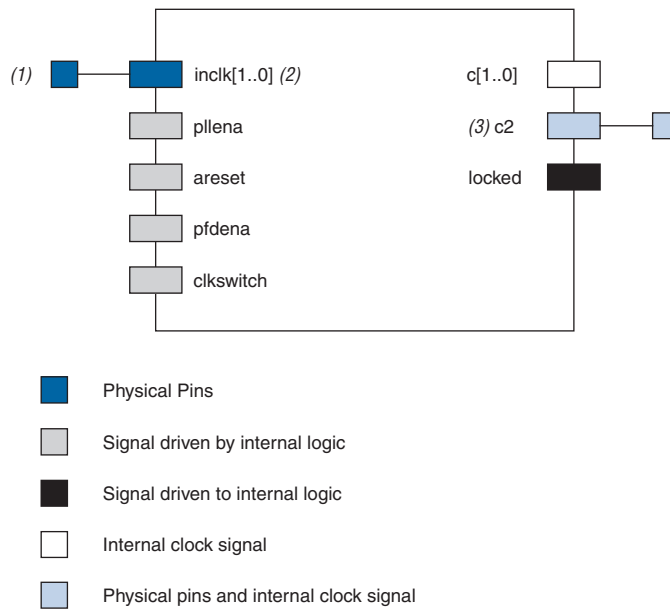 (1) inclk[1..0] (2) c[1..0]
pllena (3) c2
areset locked
pfdena
clkswitch
Physical Pins
Signal driven by internal logic
Signal driven to internal logic
Internal clock signal
Physical pins and internal clock signal